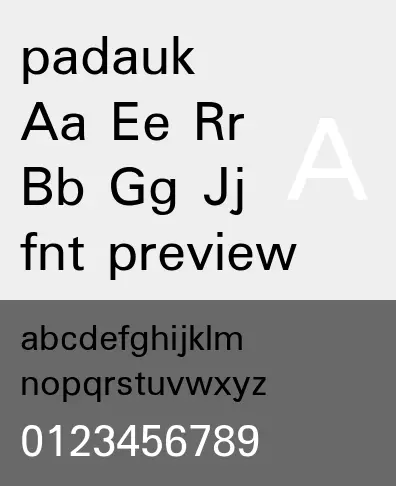 padauk
Aa Ee Rr
A
Bb Gg Jj
fnt preview
abcdefghijklm
nopqrstuvwxyz
0123456789